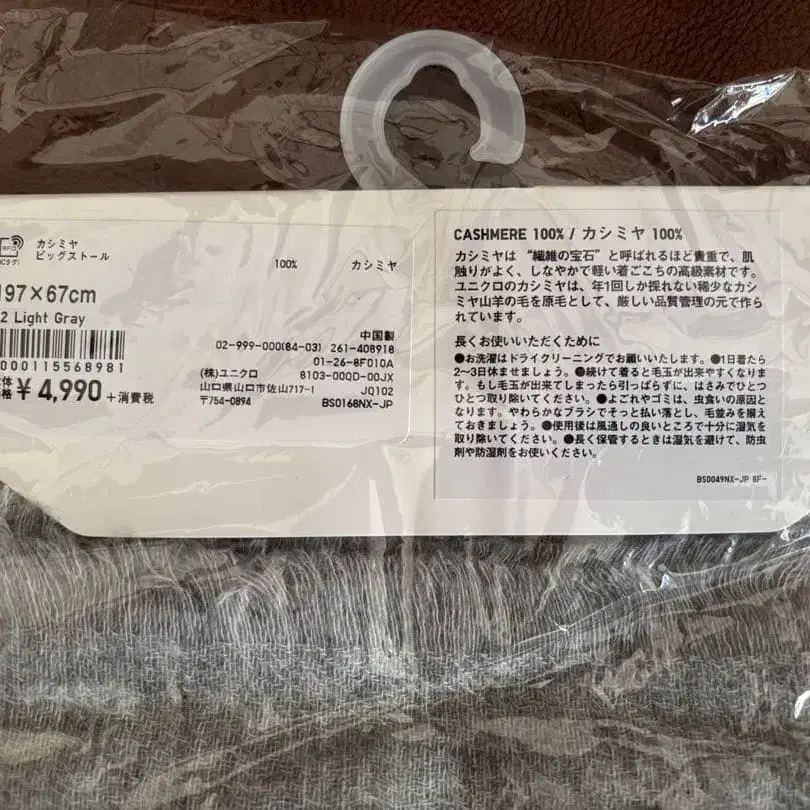 カシミヤ
ビッグストール
100% カシミヤ
197×67cm
2 Light Gray
000115568981
¥4,990 +消費税
中国製
02-999-000(84-03) 261-408918
01-26-8F010A
(株)ユニクロ 8103-00QD-00JX
山口県山口市佐山717-1 JQ102
〒754-0894 BS0168NX-JP
CASHMERE 100% / カシミヤ 100%
カシミヤは“繊維の宝石”と呼ばれるほど貴重で、肌
触りがよく、しなやかで軽い着ごこちの高級素材です。
ユニクロのカシミヤは、年1回しか採れない稀少なカシ
ミヤ山羊の毛を原毛として、厳しい品質管理の元で作ら
れています。
長くお使いいただくために
●お洗濯はドライクリーニングでお願いいたします。●1日着たら
2~3日休ませましょう。●続けて着ると毛玉が出来やすくなりま
す。もし毛玉が出来てしまったら引っぱらずに、はさみでひとつ
ひとつ取り除いてください。●よごれやゴミは、虫食いの原因と
なります。やわらかなブラシでそっと払い落とし、毛並みを揃え
ておきましょう。●使用後は風通しの良いところで十分に湿気を
取り除いてください。●長く保管するときは湿気を避けて、防虫
剤や防湿剤をお使いください。
BS0049NX-JP 8F-